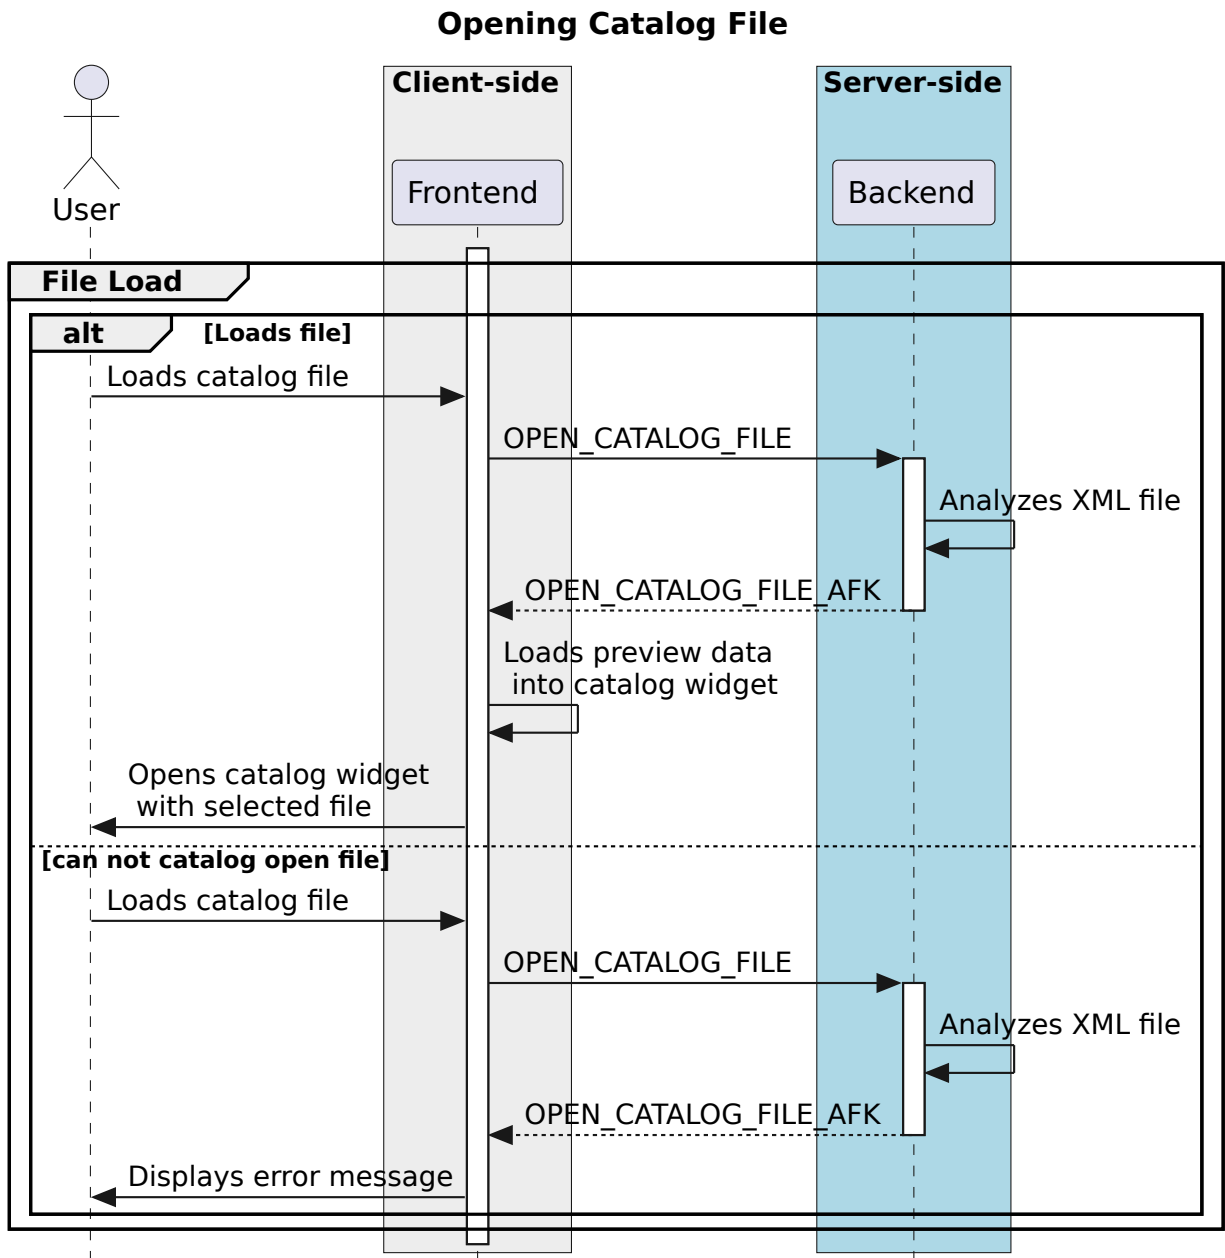 Opening Catalog File
Client-side
Server-side
User
Frontend
Backend
File Load
alt
[Loads file]
Loads catalog file
OPEN_CATALOG_FILE
Analyzes XML file
OPEN_CATALOG_FILE_AFK
Loads preview data
into catalog widget
Opens catalog widget
with selected file
[can not catalog open file]
Loads catalog file
OPEN_CATALOG_FILE
Analyzes XML file
OPEN_CATALOG_FILE_AFK
Displays error message